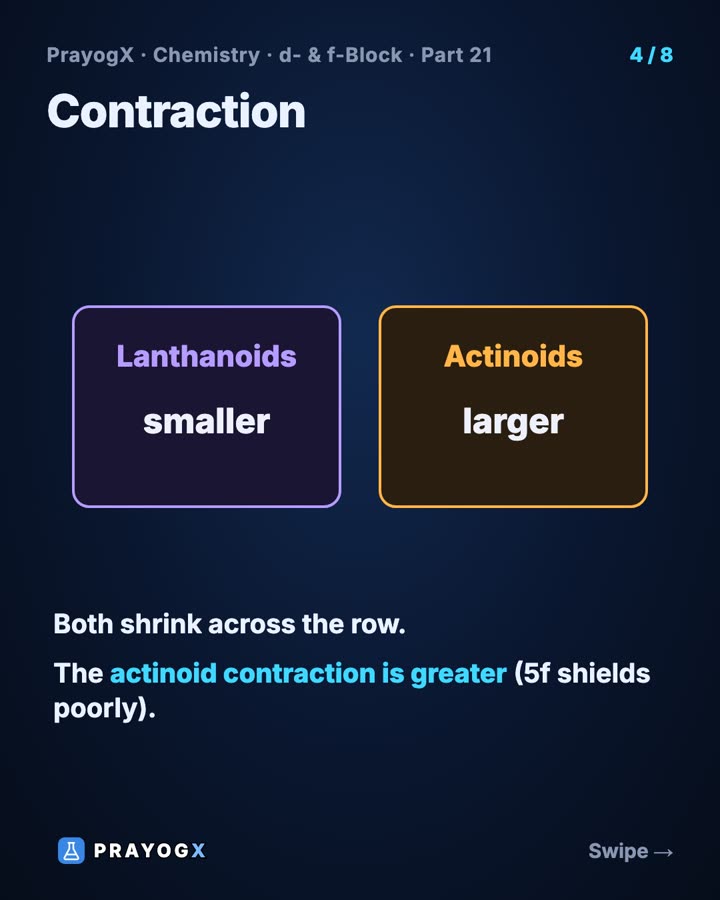 PrayogX · Chemistry · d- & f-Block · Part 21
4 / 8
Contraction
Lanthanoids
smaller
Actinoids
larger
Both shrink across the row.
The actinoid contraction is greater (5f shields
poorly).
PRAYOGX
Swipe →